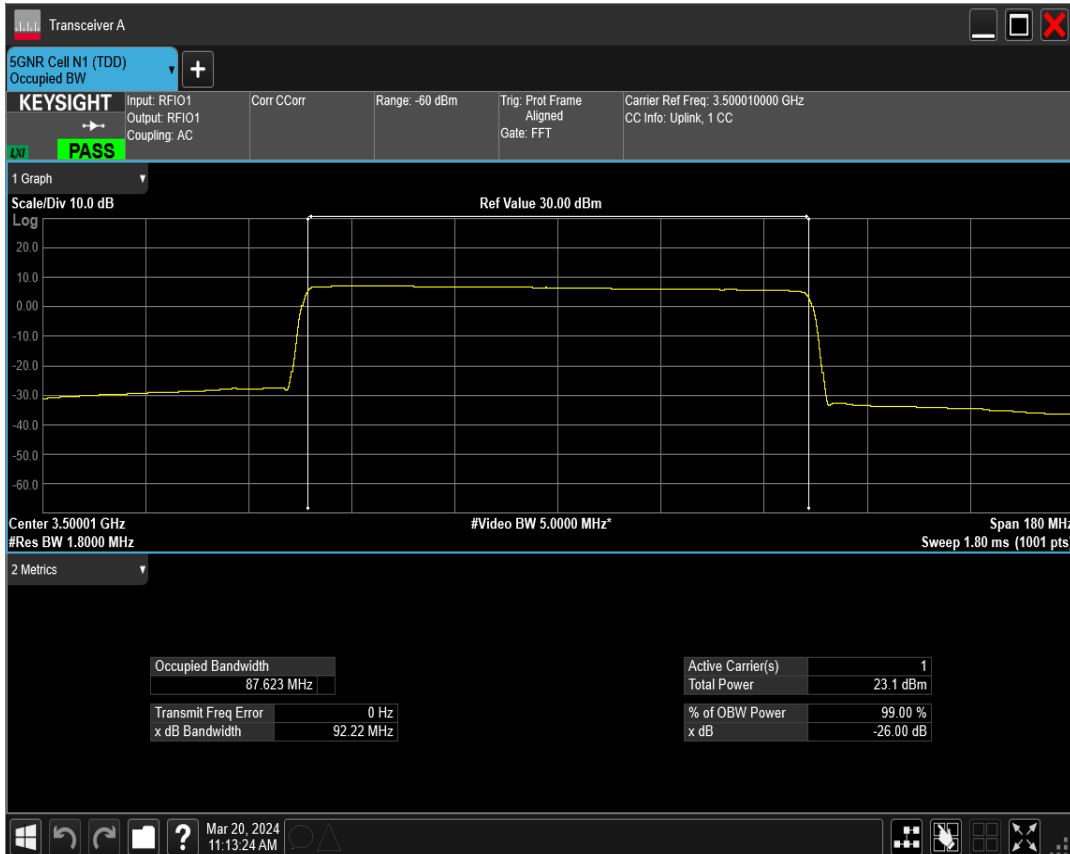 Transceiver A
5GNR Cell N1 (TDD)
Occupied BW
+
KEYSIGHT
LXI
PASS
Input: RFIO1
Output: RFIO1
Coupling: AC
Corr CCorr
Range: -60 dBm
Trig: Prot Frame
Aligned
Gate: FFT
Carrier Ref Freq: 3.500010000 GHz
CC Info: Uplink, 1 CC
1 Graph
Scale/Div 10.0 dB
Ref Value 30.00 dBm
Log
20.0
10.0
0.00
-10.0
-20.0
-30.0
-40.0
-50.0
-60.0
Center 3.50001 GHz
#Video BW 5.0000 MHz*
Span 180 MHz
#Res BW 1.8000 MHz
Sweep 1.80 ms (1001 pts)
2 Metrics
Occupied Bandwidth
87.623 MHz
Transmit Freq Error 0 Hz
x dB Bandwidth 92.22 MHz
Active Carrier(s) 1
Total Power 23.1 dBm
% of OBW Power 99.00 %
x dB -26.00 dB
?
Mar 20, 2024
11:13:24 AM